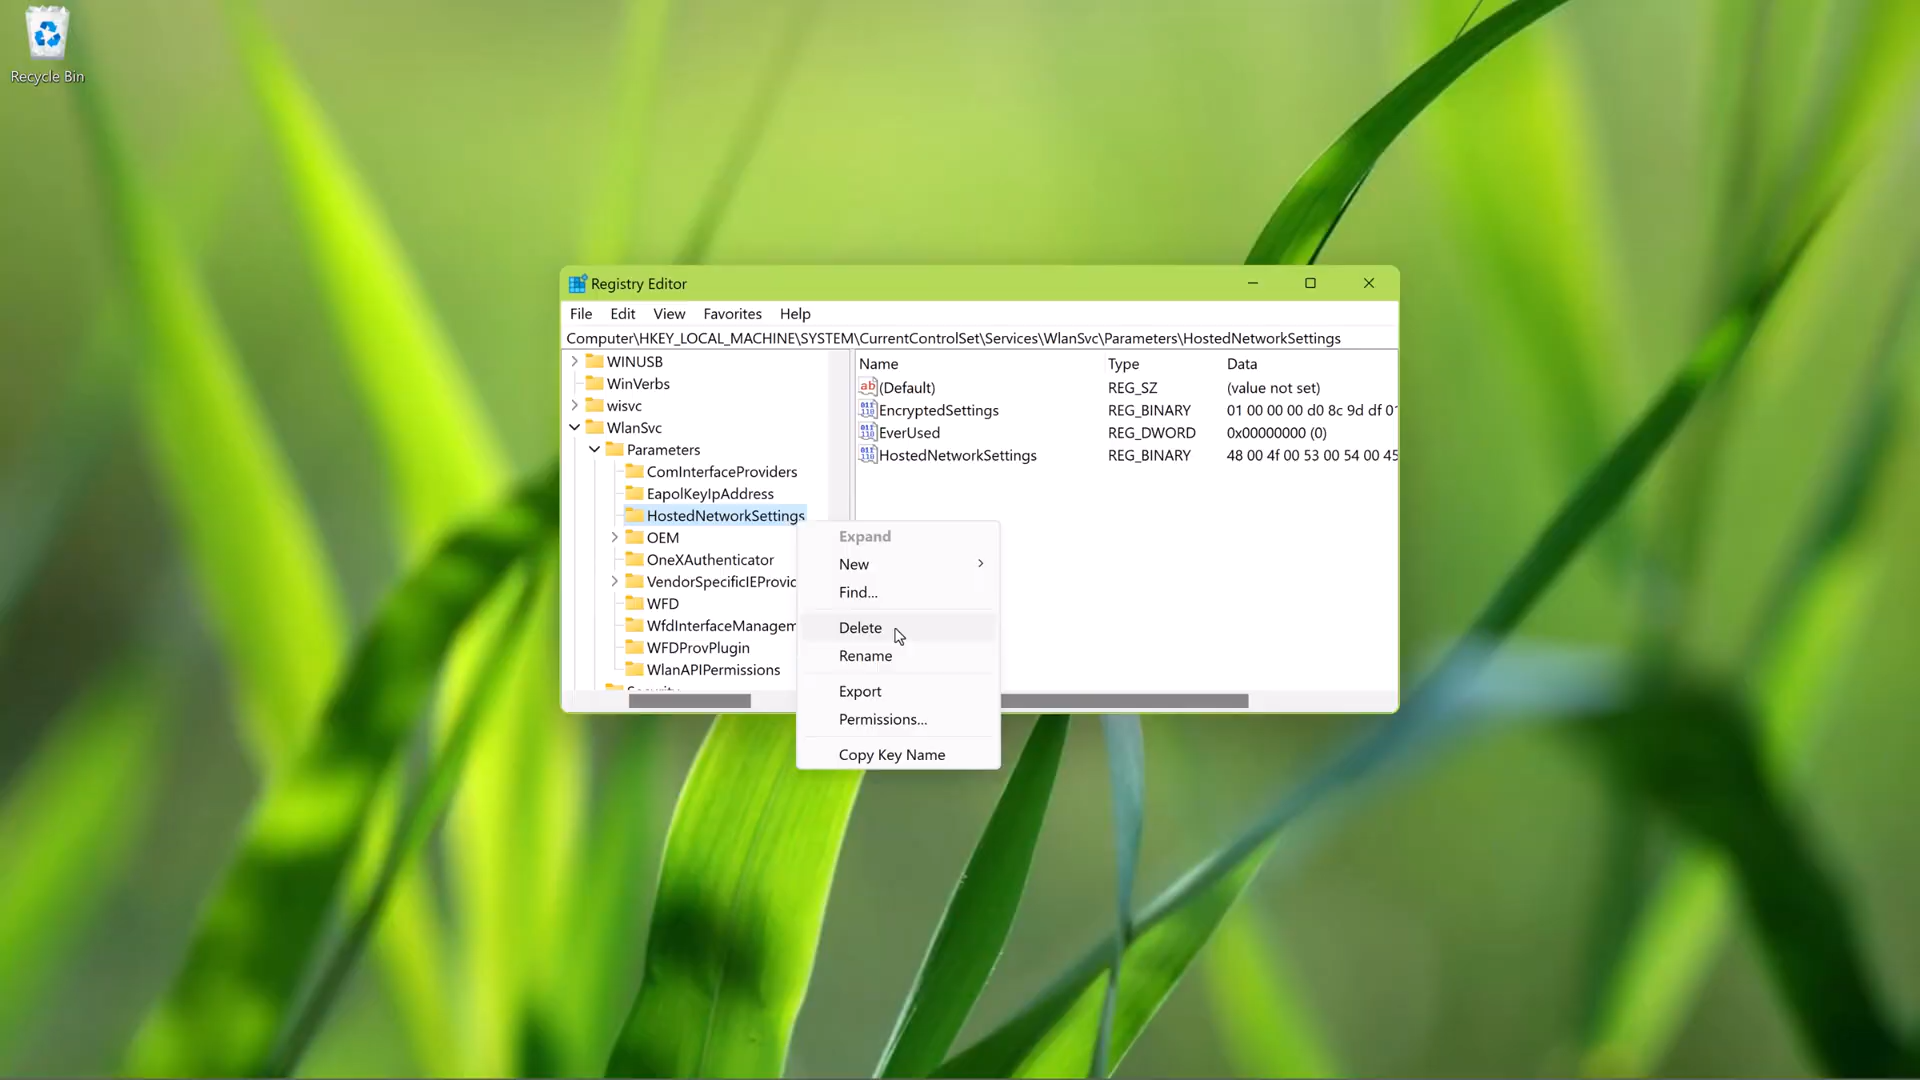 Recycle Bin
Registry Editor
File Edit View Favorites Help
Computer\HKEY_LOCAL_MACHINE\SYSTEM\CurrentControlSet\Services\WlanSvc\Parameters\HostedNetworkSettings
WINUSB
WinVerbs
wisvc
WlanSvc
Parameters
ComInterfaceProviders
EapolKeyIpAddress
HostedNetworkSettings
OEM
OneXAuthenticator
VendorSpecificIEProvid
WFD
WfdInterfaceManagem
WFDProvPlugin
WlanAPIPermissions
Name Type Data
(Default) REG_SZ (value not set)
EncryptedSettings REG_BINARY 01 00 00 00 d0 8c 9d df 01
EverUsed REG_DWORD 0x00000000 (0)
HostedNetworkSettings REG_BINARY 48 00 4f 00 53 00 54 00 45
Expand
New
Find...
Delete
Rename
Export
Permissions...
Copy Key Name